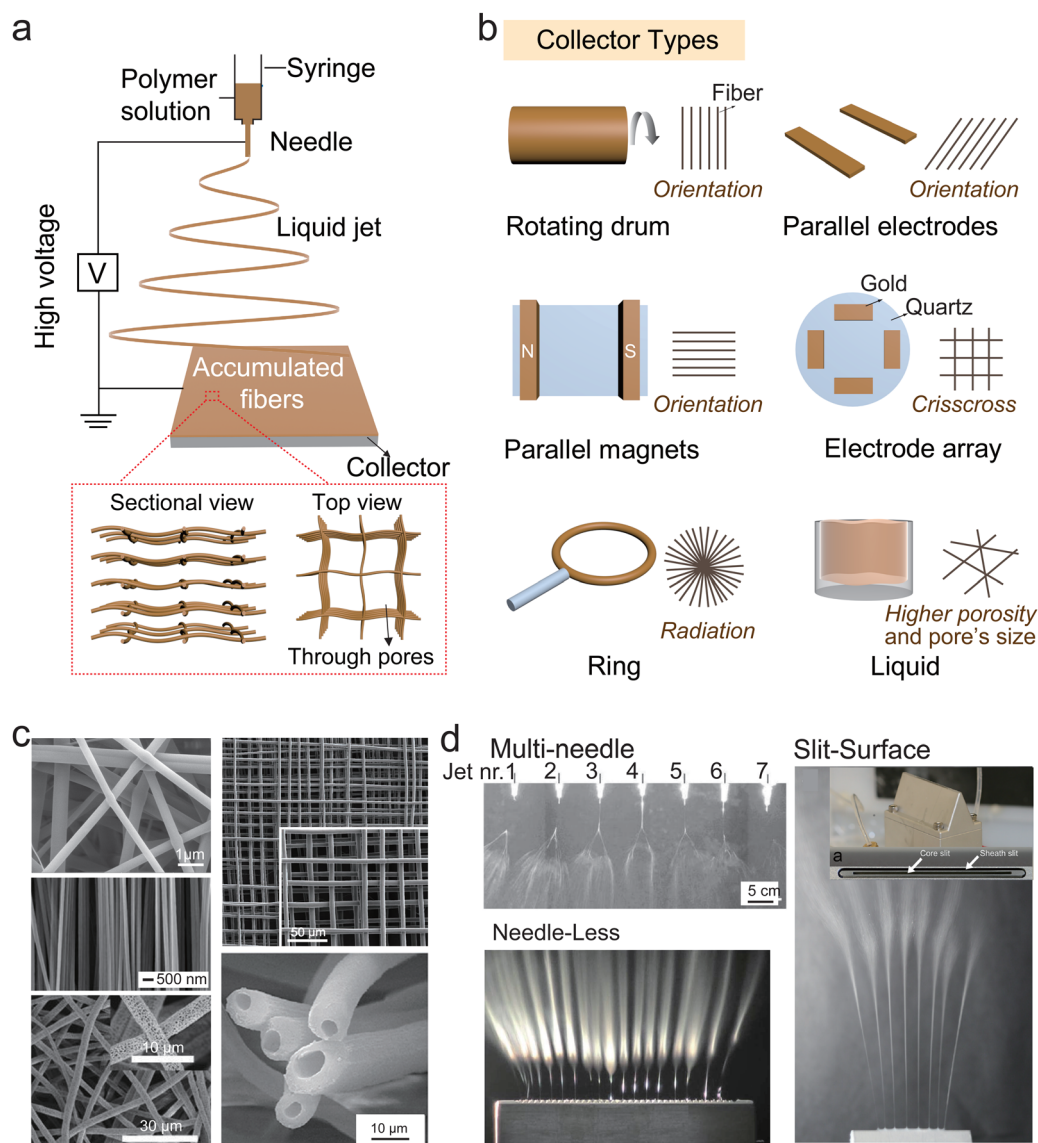 a
Syringe
Polymer
solution
Needle
Liquid jet
High voltage
V
Accumulated
fibers
Collector
Sectional view
Top view
Through pores
b
Collector Types
Fiber
Orientation
Rotating drum
Orientation
Parallel electrodes
N
S
Orientation
Parallel magnets
Gold
Quartz
Crisscross
Electrode array
Radiation
Ring
Higher porosity
and pore's size
Liquid
c
1μm
500 nm
10 μm
30 μm
50 μm
10 μm
d
Multi-needle
Jet nr.1 2 3 4 5 6 7
5 cm
Needle-Less
Slit-Surface
a
Core slit
Sheath slit